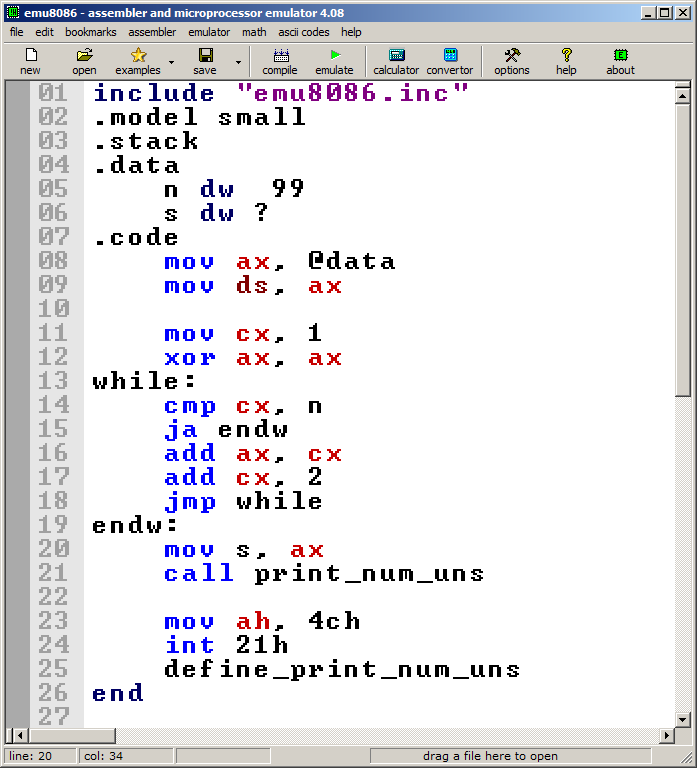 emu8086 - assembler and microprocessor emulator 4.08
file edit bookmarks assembler emulator math ascii codes help
new open examples save compile emulate calculator convertor options help about
01 include "emu8086.inc"
02 .model small
03 .stack
04 .data
05     n dw  99
06     s dw ?
07 .code
08     mov ax, @data
09     mov ds, ax
10
11     mov cx, 1
12     xor ax, ax
13 while:
14     cmp cx, n
15     ja endw
16     add ax, cx
17     add cx, 2
18     jmp while
19 endw:
20     mov s, ax
21     call print_num_uns
22
23     mov ah, 4ch
24     int 21h
25     define_print_num_uns
26 end
27
line: 20 col: 34 drag a file here to open